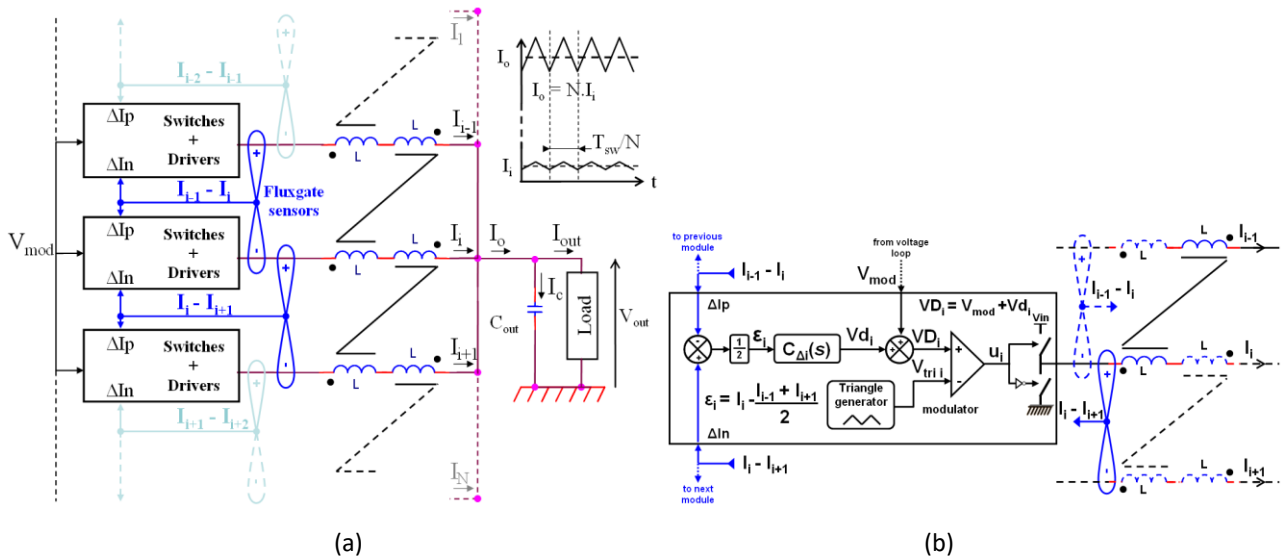 I_1
I_{i-2} - I_{i-1}
ΔIp
Switches
+
Drivers
ΔIn
+
-
L
L
I_{i-1}
I_{i-1} - I_i
Fluxgate
sensors
V_mod
ΔIp
Switches
+
Drivers
ΔIn
-
+
L
L
I_i
I_o
I_out
I_i - I_{i+1}
I_c
C_out
Load
V_out
ΔIp
Switches
+
Drivers
ΔIn
+
-
L
L
I_{i+1}
I_{i+1} - I_{i+2}
-
I_N
I_o
I_o = N.I_i
T_sw/N
I_i
t
(a)
to previous
module
I_{i-1} - I_i
from voltage
loop
V_mod
ΔIp
VD_i = V_mod + Vd_i
Vin
-
+
1/2
ε_i
C_{Δi}(s)
Vd_i
+
+
VD_i
V_{tri i}
+
-
modulator
u_i
ε_i = I_i - (I_{i-1} + I_{i+1})/2
Triangle
generator
ΔIn
I_i - I_{i+1}
to next
module
+
-
I_{i-1} - I_i
L
L
I_{i-1}
+
-
I_i - I_{i+1}
L
L
I_i
L
L
I_{i+1}
(b)